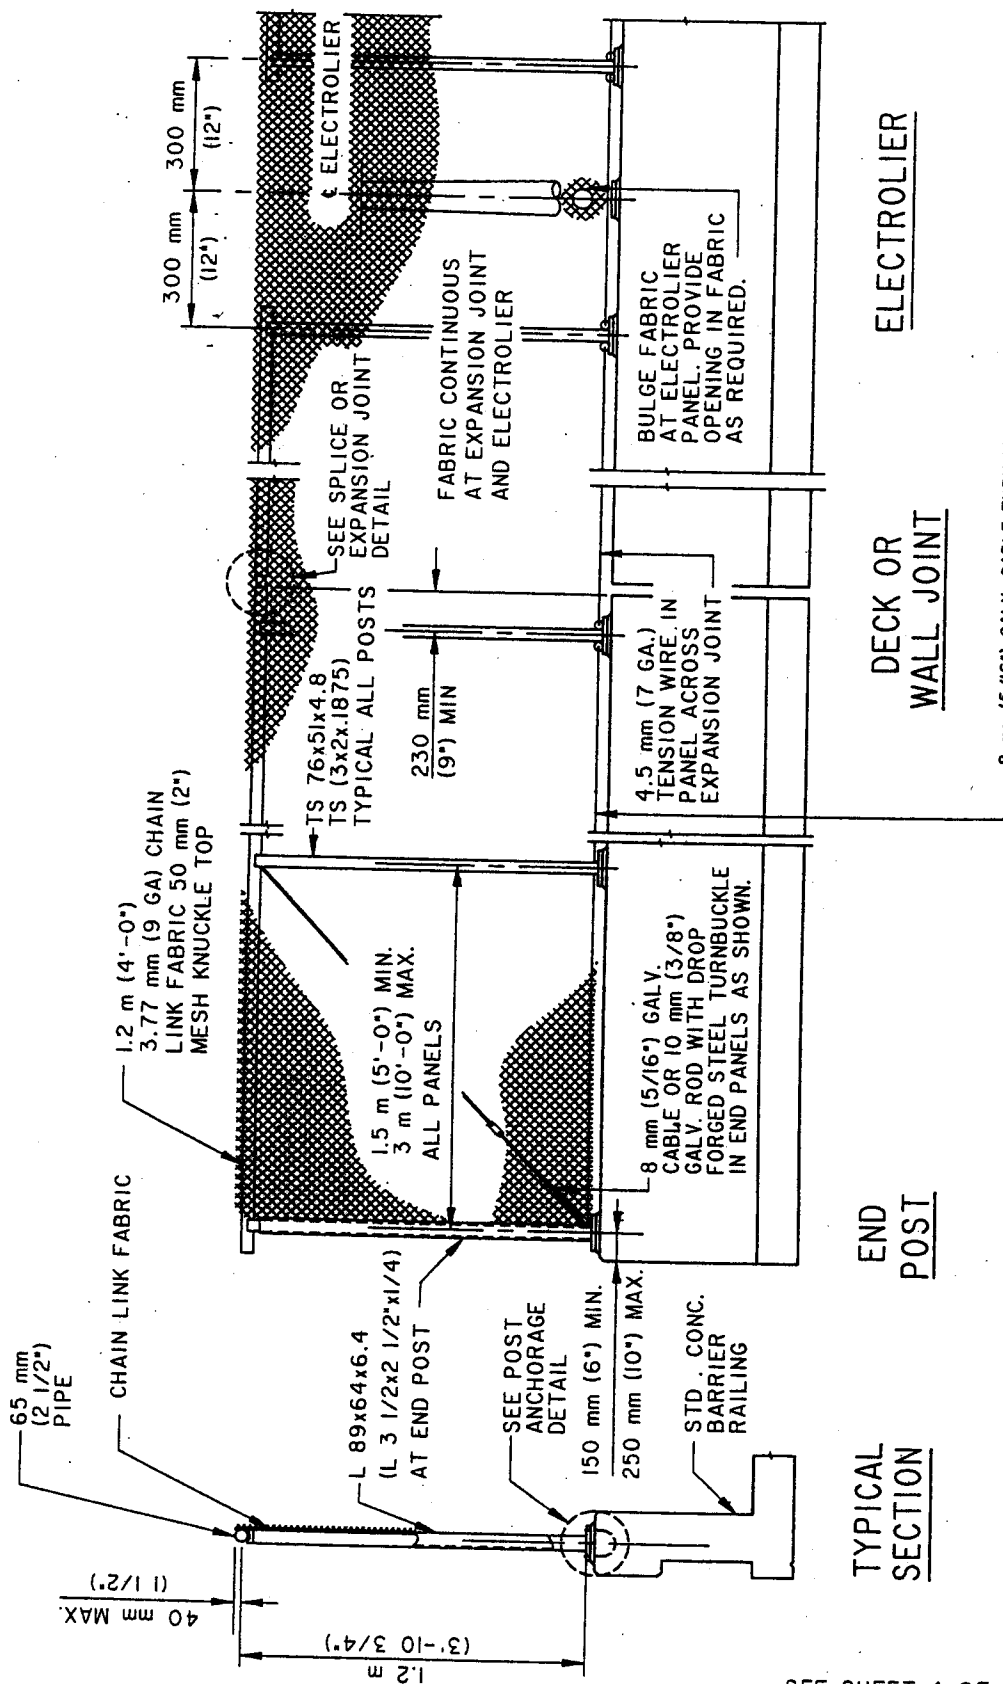 65 mm
(2 1/2")
PIPE
CHAIN LINK FABRIC
1.2 m (4'-0")
3.77 mm (9 GA) CHAIN
LINK FABRIC 50 mm (2")
MESH KNUCKLE TOP
40 mm MAX.
(1 1/2")
1.2 m
(3'-10 3/4")
L 89x64x6.4
(L 3 1/2x2 1/2"x1/4)
AT END POST
SEE POST
ANCHORAGE
DETAIL
150 mm (6") MIN.
250 mm (10") MAX.
STD. CONC.
BARRIER
RAILING
1.5 m (5'-0") MIN.
3 m (10'-0") MAX.
ALL PANELS
8 mm (5/16") GALV.
CABLE OR 10 mm (3/8")
GALV. ROD WITH DROP
FORGED STEEL TURNBUCKLE
IN END PANELS AS SHOWN.
TS 76x51x4.8
TS (3x2x.1875)
TYPICAL ALL POSTS
230 mm
(9") MIN
SEE SPLICE OR
EXPANSION JOINT
DETAIL
FABRIC CONTINUOUS
AT EXPANSION JOINT
AND ELECTROLIER
4.5 mm (7 GA.)
TENSION WIRE IN
PANEL ACROSS
EXPANSION JOINT
300 mm
(12")
300 mm
(12")
℄ ELECTROLIER
BULGE FABRIC
AT ELECTROLIER
PANEL. PROVIDE
OPENING IN FABRIC
AS REQUIRED.
TYPICAL
SECTION
END
POST
DECK OR
WALL JOINT
ELECTROLIER